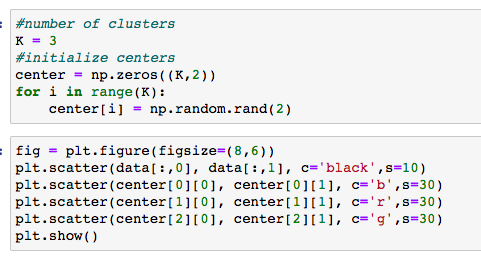 #number of clusters
K = 3
#initialize centers
center = np.zeros((K,2))
for i in range(K):
    center[i] = np.random.rand(2)
fig = plt.figure(figsize=(8,6))
plt.scatter(data[:,0], data[:,1], c='black',s=10)
plt.scatter(center[0][0], center[0][1], c='b',s=30)
plt.scatter(center[1][0], center[1][1], c='r',s=30)
plt.scatter(center[2][0], center[2][1], c='g',s=30)
plt.show()